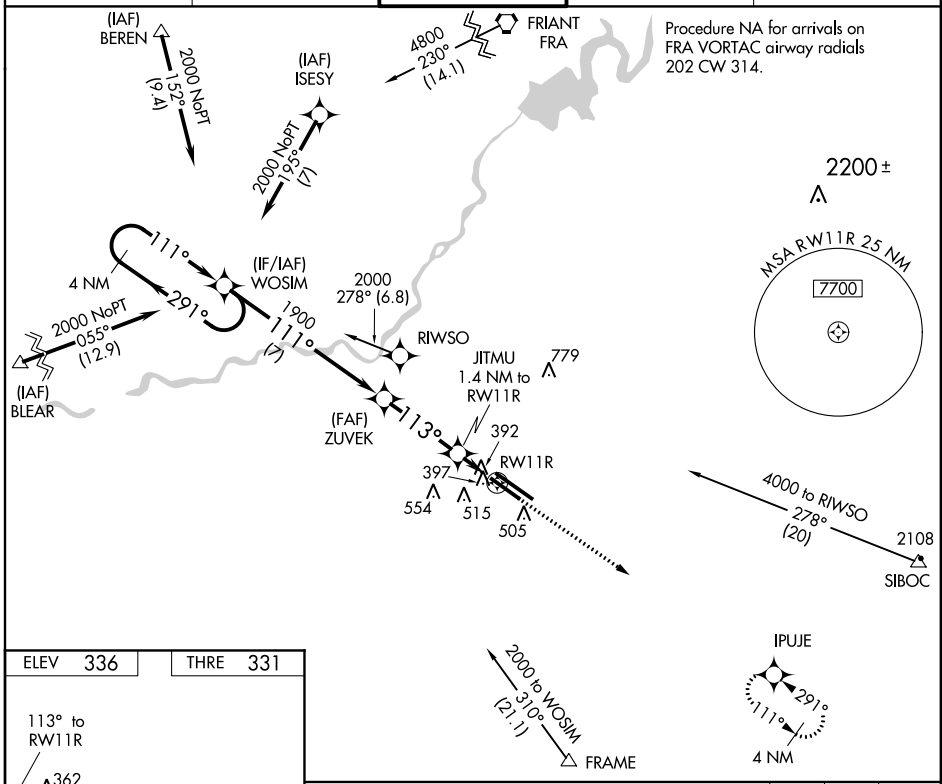 (IAF)
BEREN
2000 NoPT
152°
(9.4)
(IAF)
ISESY
2000 NoPT
195°
(7)
4800
230°
(14.1)
FRIANT
FRA
Procedure NA for arrivals on
FRA VORTAC airway radials
202 CW 314.
2200 ±
MSA RW11R 25 NM
7700
111°
4 NM
291°
(IF/IAF)
WOSIM
2000 NoPT
055°
(12.9)
(IAF)
BLEAR
1900
111°
(7)
2000
278° (6.8)
RIWSO
JITMU
1.4 NM to
RW11R
779
(FAF)
ZUVEK
113°
392
RW11R
397
554
515
505
4000 to RIWSO
278°
(20)
2108
SIBOC
2000 to WOSIM
310°
(21.1)
FRAME
IPUJE
291°
111°
4 NM
ELEV 336
THRE 331
113° to
RW11R
362